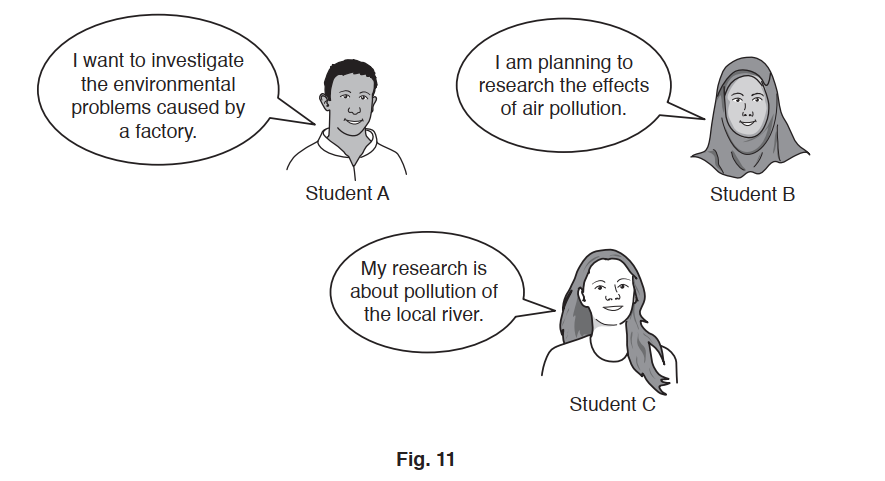 I want to investigate
the environmental
problems caused by
a factory.
Student A
I am planning to
research the effects
of air pollution.
Student B
My research is
about pollution of
the local river.
Student C
Fig. 11